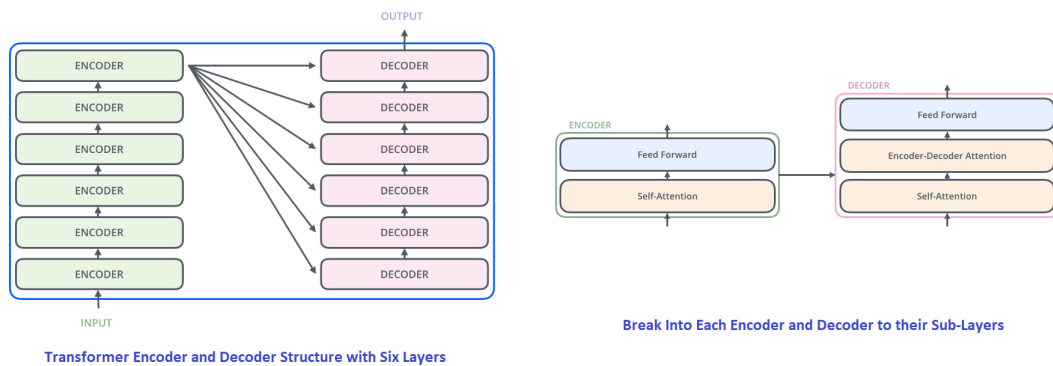 OUTPUT
ENCODER
ENCODER
ENCODER
ENCODER
ENCODER
ENCODER
INPUT
DECODER
DECODER
DECODER
DECODER
DECODER
DECODER
Transformer Encoder and Decoder Structure with Six Layers
ENCODER
Feed Forward
Self-Attention
DECODER
Feed Forward
Encoder-Decoder Attention
Self-Attention
Break Into Each Encoder and Decoder to their Sub-Layers